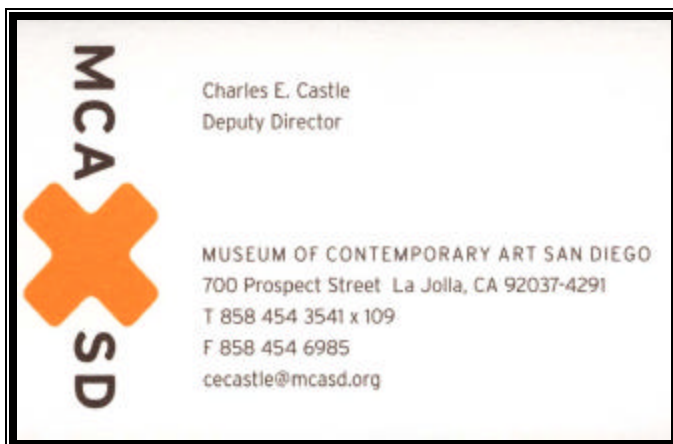 MCA
SD
Charles E. Castle
Deputy Director
MUSEUM OF CONTEMPORARY ART SAN DIEGO
700 Prospect Street La Jolla, CA 92037-4291
T 858 454 3541 x 109
F 858 454 6985
cecastle@mcasd.org